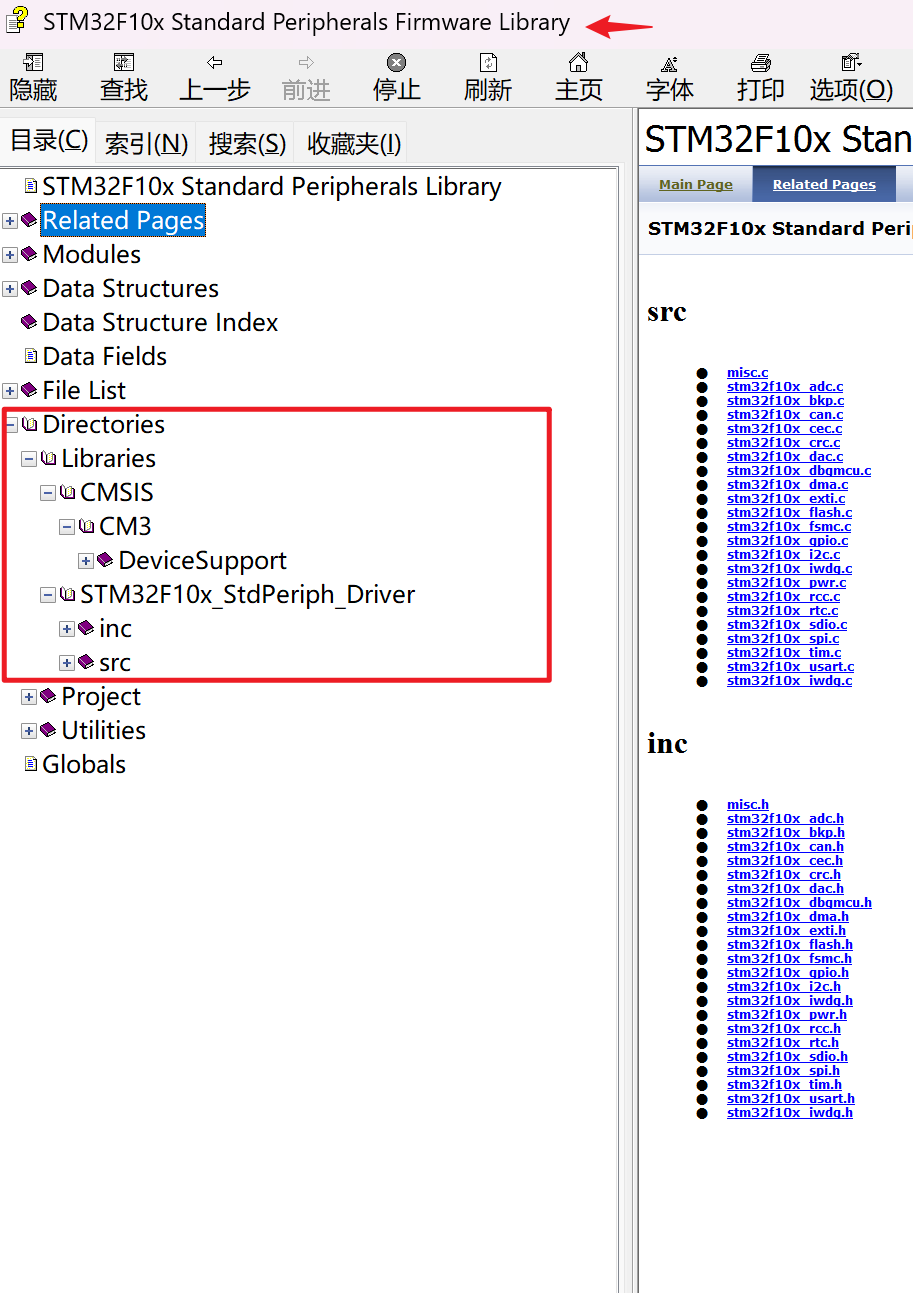 STM32F10x Standard Peripherals Firmware Library
隐藏 查找 上一步 前进 停止 刷新 主页 字体 打印 选项(O)
目录(C) 索引(N) 搜索(S) 收藏夹(I)
STM32F10x Standard Peripherals Library
Related Pages
Modules
Data Structures
Data Structure Index
Data Fields
File List
Directories
Libraries
CMSIS
CM3
DeviceSupport
STM32F10x_StdPeriph_Driver
inc
src
Project
Utilities
Globals
STM32F10x Stan
Main Page Related Pages
STM32F10x Standard Peri
src
misc.c
stm32f10x_adc.c
stm32f10x_bkp.c
stm32f10x_can.c
stm32f10x_cec.c
stm32f10x_crc.c
stm32f10x_dac.c
stm32f10x_dbgmcu.c
stm32f10x_dma.c
stm32f10x_exti.c
stm32f10x_flash.c
stm32f10x_fsmc.c
stm32f10x_gpio.c
stm32f10x_i2c.c
stm32f10x_iwdg.c
stm32f10x_pwr.c
stm32f10x_rcc.c
stm32f10x_rtc.c
stm32f10x_sdio.c
stm32f10x_spi.c
stm32f10x_tim.c
stm32f10x_usart.c
stm32f10x_iwdg.c
inc
misc.h
stm32f10x_adc.h
stm32f10x_bkp.h
stm32f10x_can.h
stm32f10x_cec.h
stm32f10x_crc.h
stm32f10x_dac.h
stm32f10x_dbgmcu.h
stm32f10x_dma.h
stm32f10x_exti.h
stm32f10x_flash.h
stm32f10x_fsmc.h
stm32f10x_gpio.h
stm32f10x_i2c.h
stm32f10x_iwdg.h
stm32f10x_pwr.h
stm32f10x_rcc.h
stm32f10x_rtc.h
stm32f10x_sdio.h
stm32f10x_spi.h
stm32f10x_tim.h
stm32f10x_usart.h
stm32f10x_iwdg.h